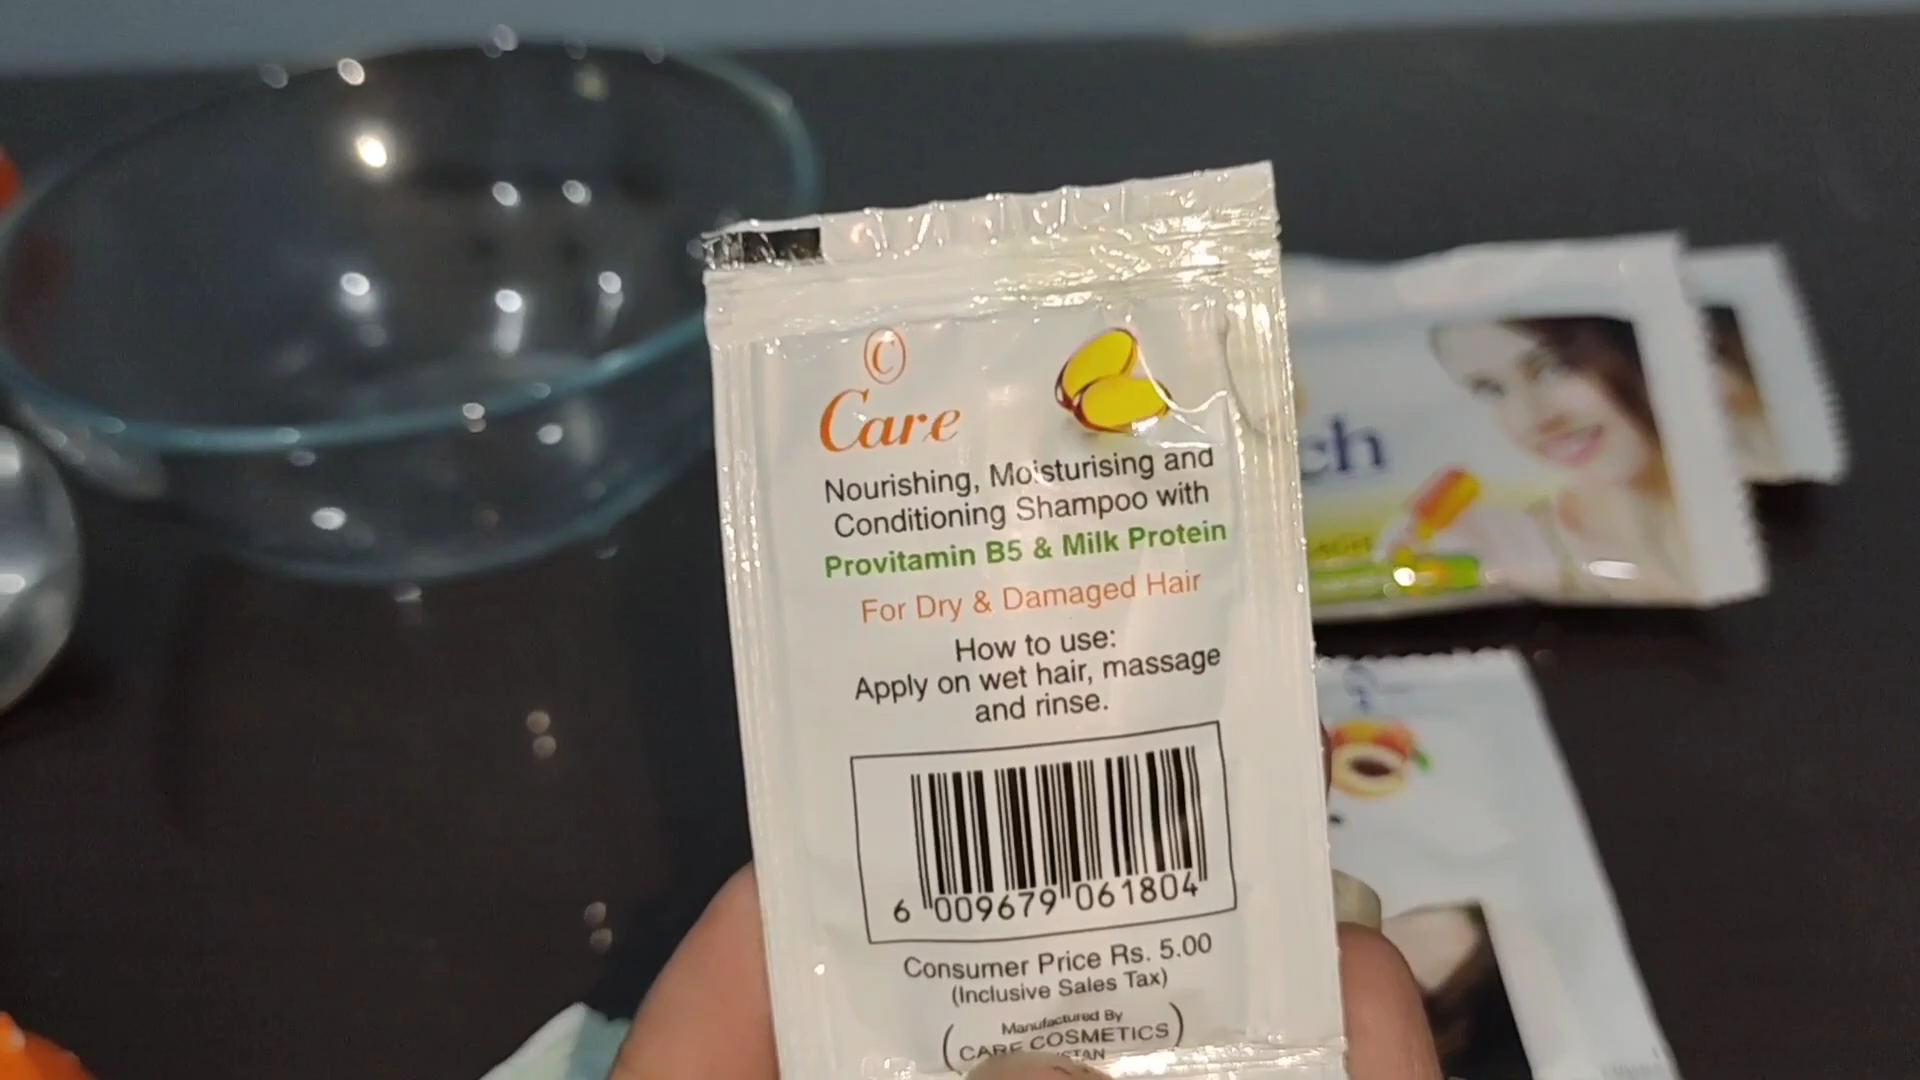 ©
Care
Nourishing, Moisturising and
Conditioning Shampoo with
Provitamin B5 & Milk Protein
For Dry & Damaged Hair
How to use:
Apply on wet hair, massage
and rinse.
6 009679 061804
Consumer Price Rs. 5.00
(Inclusive Sales Tax)
Manufactured By
CARE COSMETICS